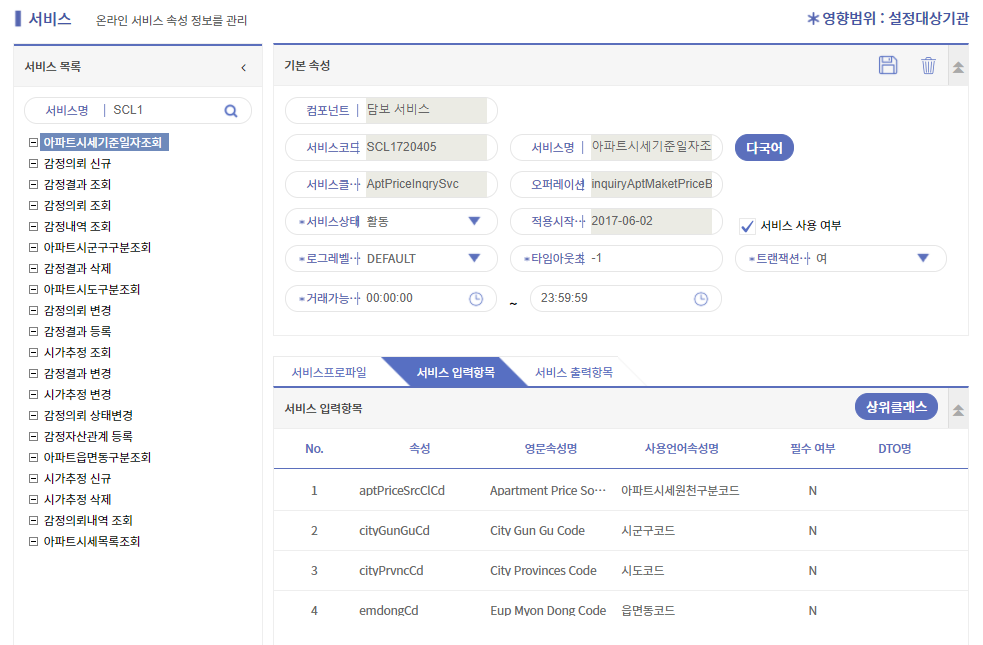 서비스 온라인 서비스 속성 정보를 관리
*영향범위 : 설정대상기관
서비스 목록
서비스명 | SCL1
아파트시세기준일자조회
감정의뢰 신규
감정결과 조회
감정의뢰 조회
감정내역 조회
아파트시군구구분조회
감정결과 삭제
아파트시도구분조회
감정의뢰 변경
감정결과 등록
시가추정 조회
감정결과 변경
시가추정 변경
감정의뢰 상태변경
감정자산관계 등록
아파트읍면동구분조회
시가추정 신규
시가추정 삭제
감정의뢰내역 조회
아파트시세목록조회
기본 속성
컴포넌트 | 담보 서비스
서비스코드 SCL1720405 서비스명 | 아파트시세기준일자조 다국어
서비스클··· AptPriceInqrySvc 오퍼레이션 inquiryAptMaketPriceB
*서비스상태 활동 적용시작··· 2017-06-02 서비스 사용 여부
*로그레벨··· DEFAULT *타임아웃초 -1 *트랜잭션··· 여
*거래가능··· 00:00:00 ~ 23:59:59
서비스프로파일 서비스 입력항목 서비스 출력항목
서비스 입력항목 상위클래스
No. 속성 영문속성명 사용언어속성명 필수 여부 DTO명
1 aptPriceSrcClCd Apartment Price So··· 아파트시세원천구분코드 N
2 cityGunGuCd City Gun Gu Code 시군구코드 N
3 cityPrvncCd City Provinces Code 시도코드 N
4 emdongCd Eup Myon Dong Code 읍면동코드 N